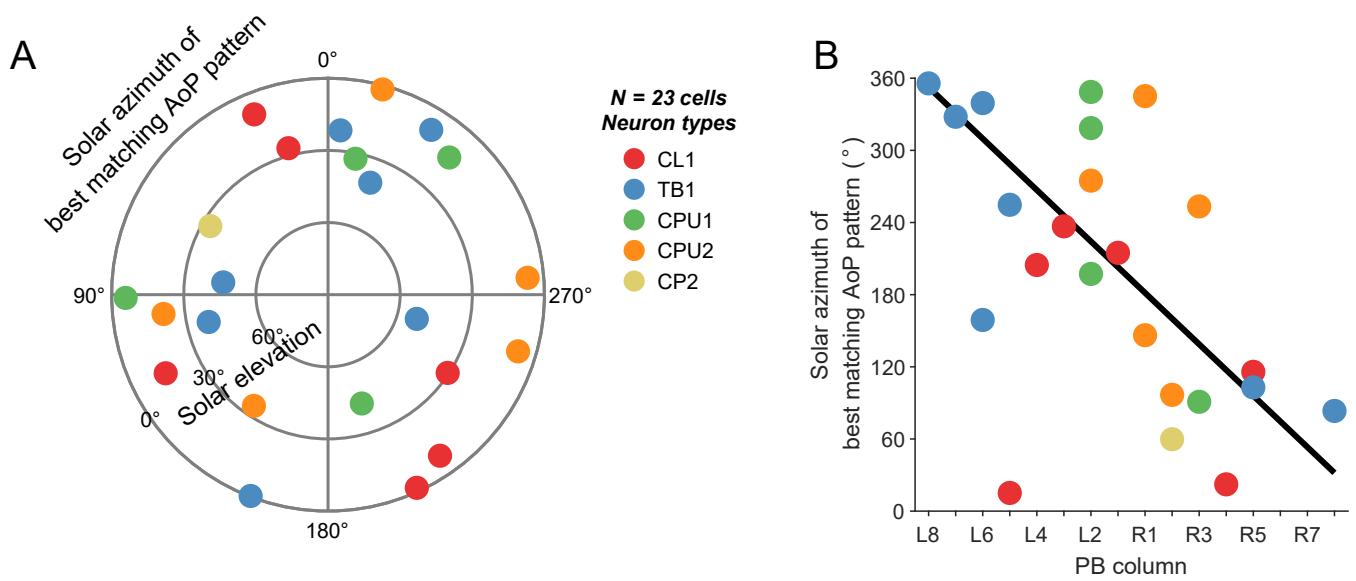 A
Solar azimuth of
best matching AoP pattern
0°
90°
270°
180°
60°
30°
0°
Solar elevation
N = 23 cells
Neuron types
CL1
TB1
CPU1
CPU2
CP2
B
Solar azimuth of
best matching AoP pattern (°)
360
300
240
180
120
60
0
L8 L6 L4 L2 R1 R3 R5 R7
PB column